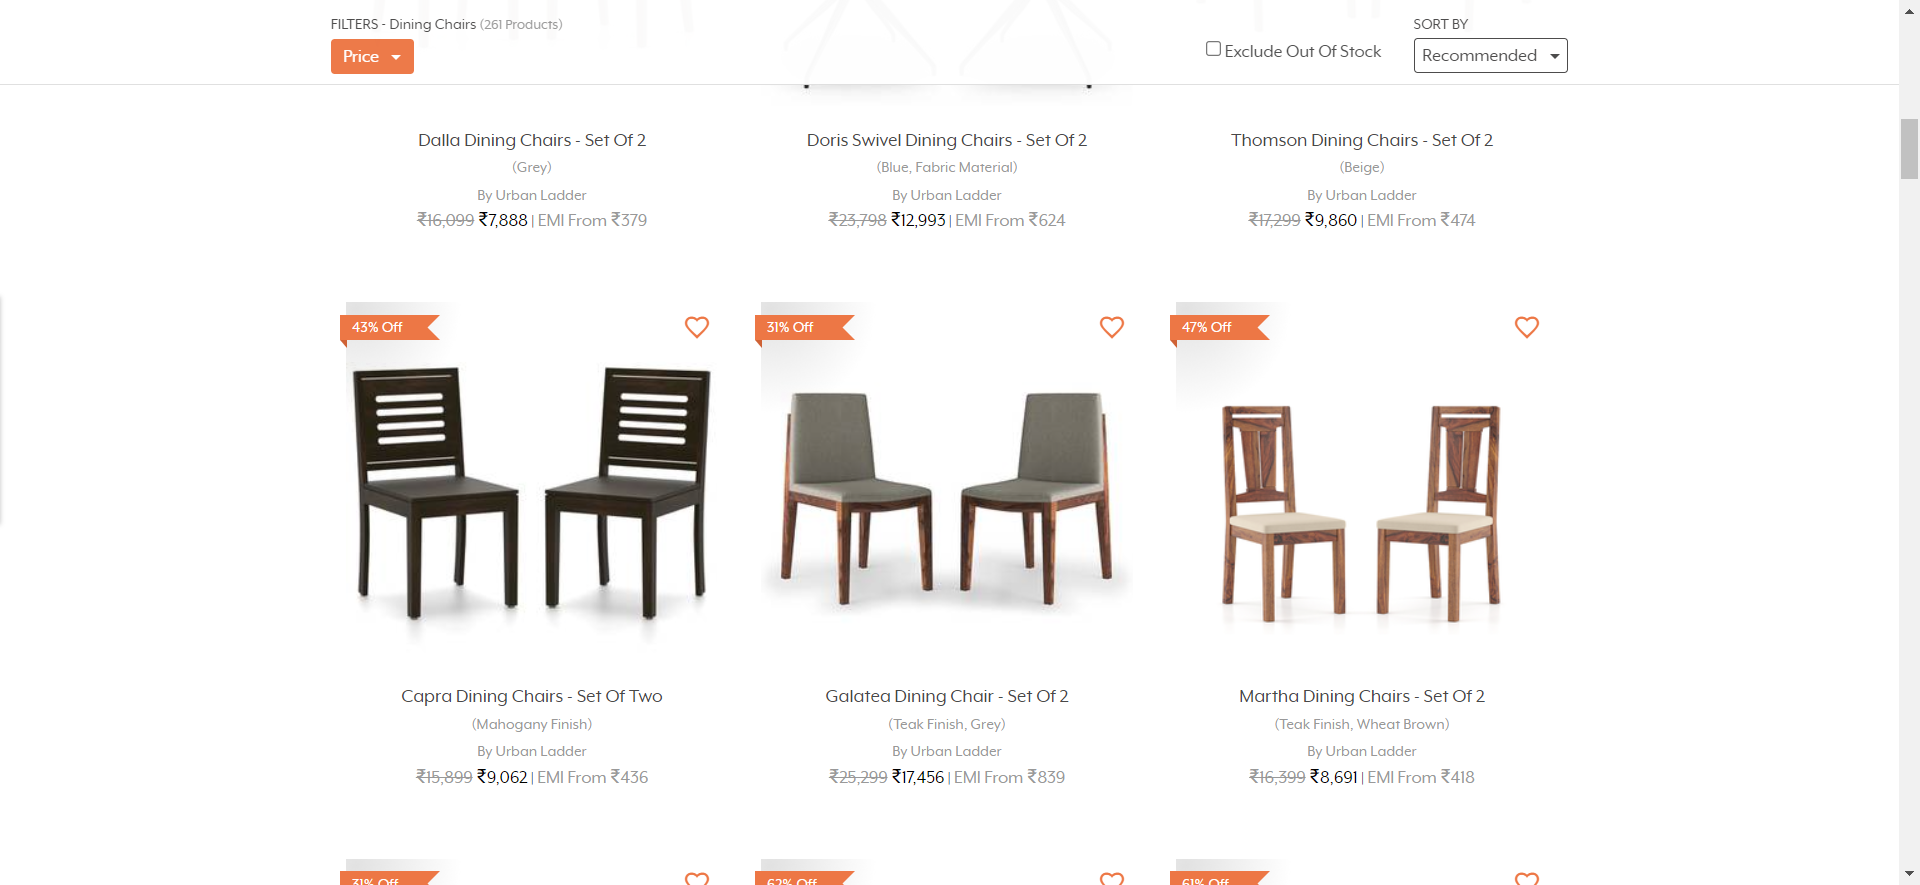 FILTERS - Dining Chairs (261 Products)
SORT BY
Price
Exclude Out Of Stock
Recommended
Dalla Dining Chairs - Set Of 2
(Grey)
By Urban Ladder
₹16,099 ₹7,888 | EMI From ₹379
Doris Swivel Dining Chairs - Set Of 2
(Blue, Fabric Material)
By Urban Ladder
₹23,798 ₹12,993 | EMI From ₹624
Thomson Dining Chairs - Set Of 2
(Beige)
By Urban Ladder
₹17,299 ₹9,860 | EMI From ₹474
43% Off
Capra Dining Chairs - Set Of Two
(Mahogany Finish)
By Urban Ladder
₹15,899 ₹9,062 | EMI From ₹436
31% Off
Galatea Dining Chair - Set Of 2
(Teak Finish, Grey)
By Urban Ladder
₹25,299 ₹17,456 | EMI From ₹839
47% Off
Martha Dining Chairs - Set Of 2
(Teak Finish, Wheat Brown)
By Urban Ladder
₹16,399 ₹8,691 | EMI From ₹418
31% Off
62% Off
61% Off